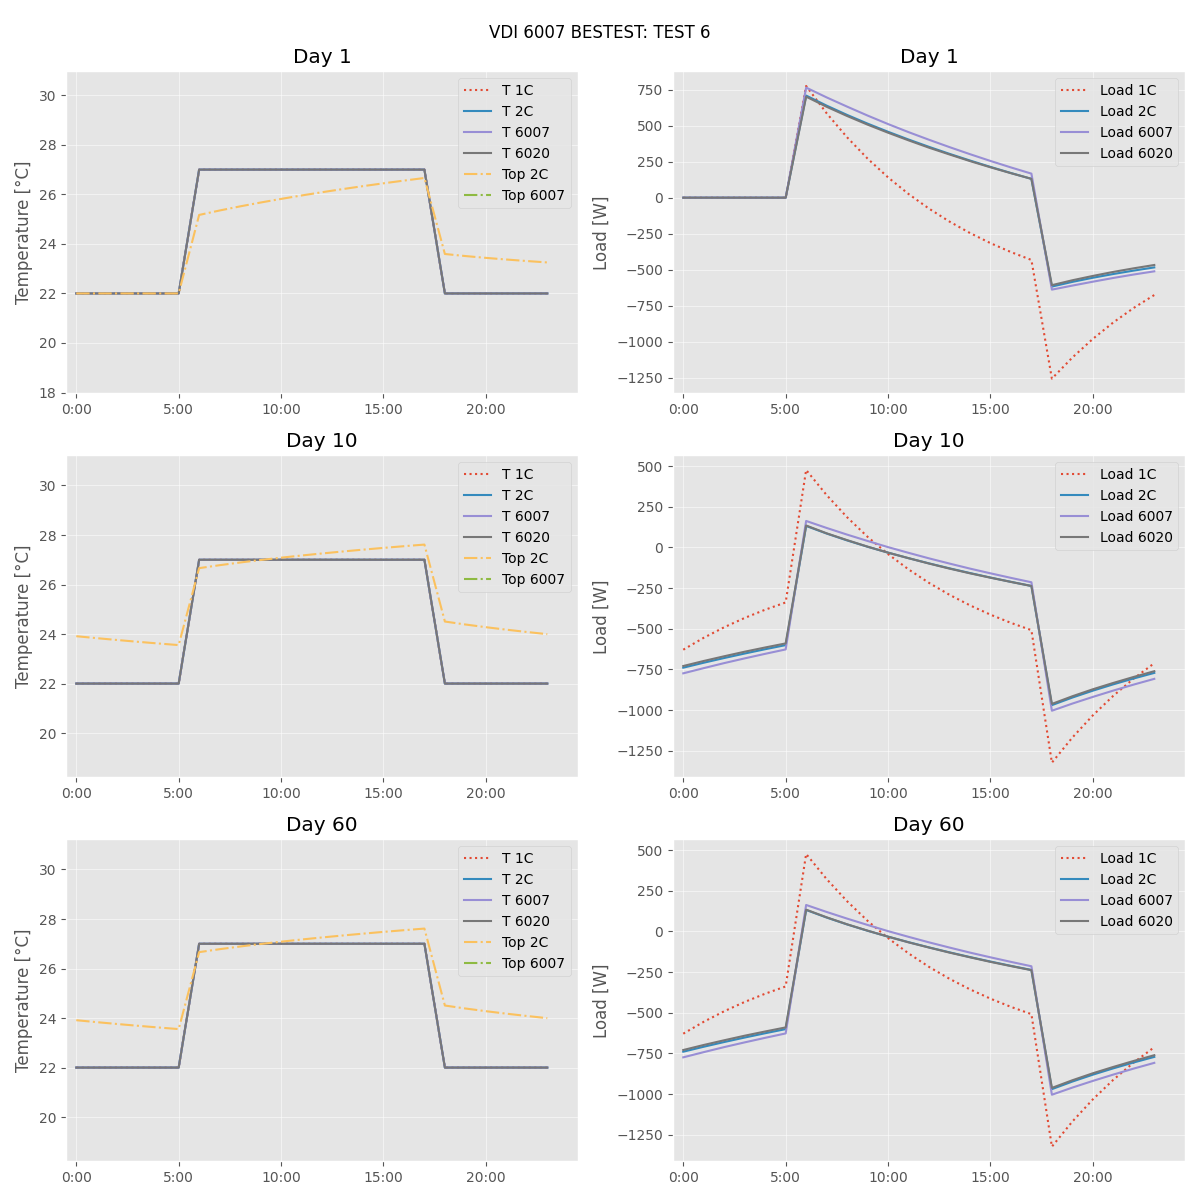 VDI 6007 BESTEST: TEST 6
Day 1
Temperature [°C]
30
28
26
24
22
20
18
0:00 5:00 10:00 15:00 20:00
T 1C
T 2C
T 6007
T 6020
Top 2C
Top 6007
Day 1
Load [W]
750
500
250
0
−250
−500
−750
−1000
−1250
0:00 5:00 10:00 15:00 20:00
Load 1C
Load 2C
Load 6007
Load 6020
Day 10
Temperature [°C]
30
28
26
24
22
20
0:00 5:00 10:00 15:00 20:00
T 1C
T 2C
T 6007
T 6020
Top 2C
Top 6007
Day 10
Load [W]
500
250
0
−250
−500
−750
−1000
−1250
0:00 5:00 10:00 15:00 20:00
Load 1C
Load 2C
Load 6007
Load 6020
Day 60
Temperature [°C]
30
28
26
24
22
20
0:00 5:00 10:00 15:00 20:00
T 1C
T 2C
T 6007
T 6020
Top 2C
Top 6007
Day 60
Load [W]
500
250
0
−250
−500
−750
−1000
−1250
0:00 5:00 10:00 15:00 20:00
Load 1C
Load 2C
Load 6007
Load 6020